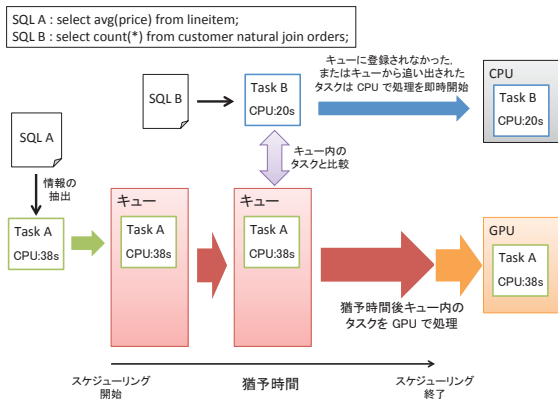 SQL A : select avg(price) from lineitem;
SQL B : select count(*) from customer natural join orders;
キューに登録されなかった,
またはキューから追い出された
タスクは CPU で処理を即時開始
CPU
Task B
CPU:20s
SQL B
Task B
CPU:20s
SQL A
キュー内の
タスクと比較
情報の
抽出
キュー
キュー
GPU
Task A
CPU:38s
Task A
CPU:38s
Task A
CPU:38s
Task A
CPU:38s
猶予時間後キュー内の
タスクを GPU で処理
スケジューリング
開始
猶予時間
スケジューリング
終了